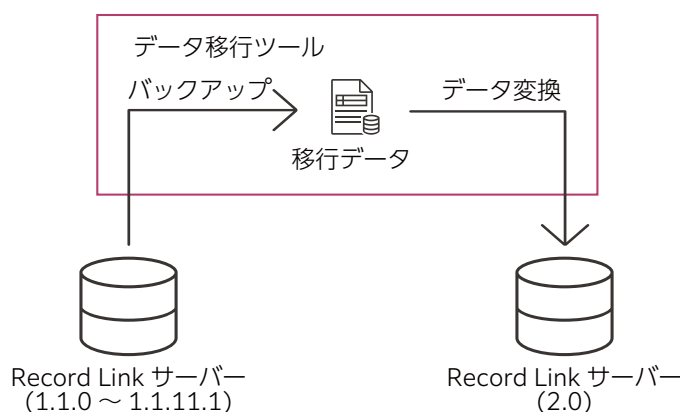 データ移行ツール
バックアップ
データ変換
移行データ
Record Link サーバー
(1.1.0 ～ 1.1.11.1)
Record Link サーバー
(2.0)